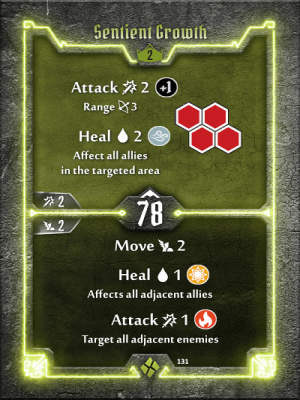 Sentient Growth
2
Attack 2 +1
Range 3
Heal 2
Affect all allies
in the targeted area
2
78
2
Move 2
Heal 1
Affects all adjacent allies
Attack 1
Target all adjacent enemies
131